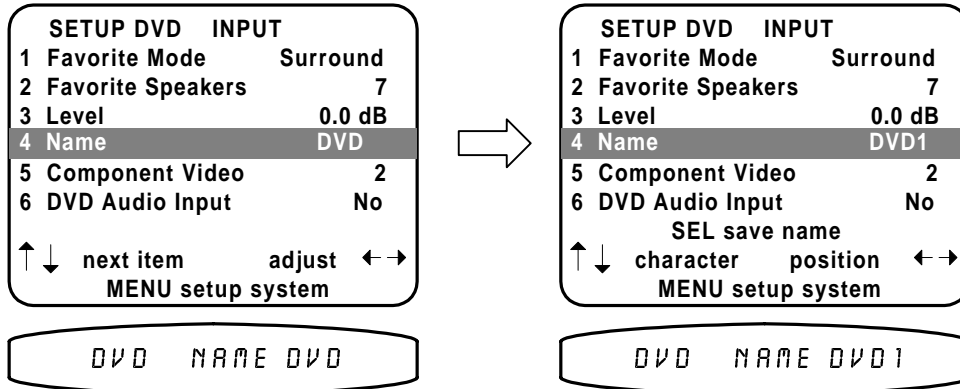 SETUP DVD INPUT
1 Favorite Mode Surround
2 Favorite Speakers 7
3 Level 0.0 dB
4 Name DVD
5 Component Video 2
6 DVD Audio Input No
↑↓ next item adjust ←→
MENU setup system
DVD NAME DVD
SETUP DVD INPUT
1 Favorite Mode Surround
2 Favorite Speakers 7
3 Level 0.0 dB
4 Name DVD1
5 Component Video 2
6 DVD Audio Input No
SEL save name
↑↓ character position ←→
MENU setup system
DVD NAME DVD1